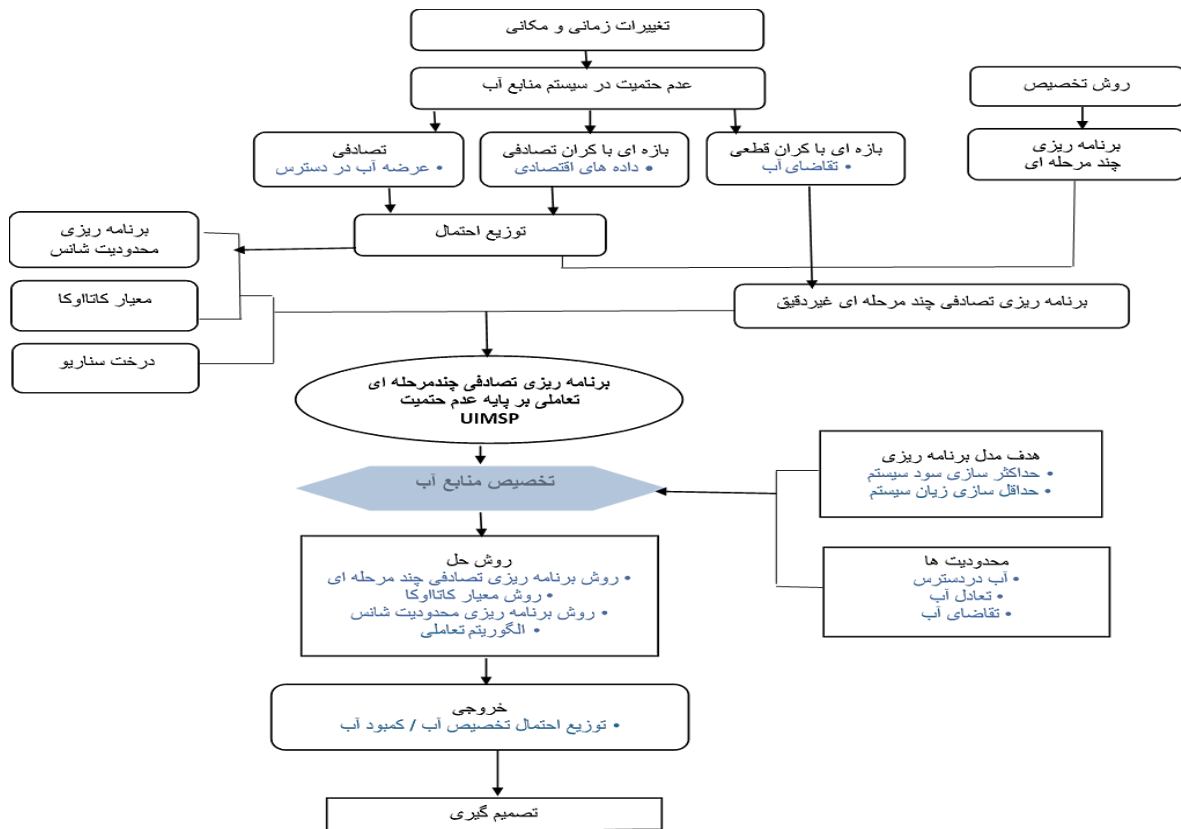 تغییرات زمانی و مکانی
عدم حتمیت در سیستم منابع آب
روش تخصیص
برنامه ریزی
چند مرحله ای
بازه ای با کران قطعی
• تقاضای آب
بازه ای با کران تصادفی
• داده های اقتصادی
تصادفی
• عرضه آب در دسترس
توزیع احتمال
برنامه ریزی
محدودیت شانس
معیار کاتااوکا
درخت سناریو
برنامه ریزی تصادفی چند مرحله ای غیردقیق
برنامه ریزی تصادفی چندمرحله ای
تعاملی بر پایه عدم حتمیت
UIMSP
تخصیص منابع آب
هدف مدل برنامه ریزی
• حداکثر سازی سود سیستم
• حداقل سازی زیان سیستم
محدودیت ها
• آب دردسترس
• تعادل آب
• تقاضای آب
روش حل
• روش برنامه ریزی تصادفی چند مرحله ای
• روش معیار کاتااوکا
• روش برنامه ریزی محدودیت شانس
• الگوریتم تعاملی
خروجی
• توزیع احتمال تخصیص آب / کمبود آب
تصمیم گیری